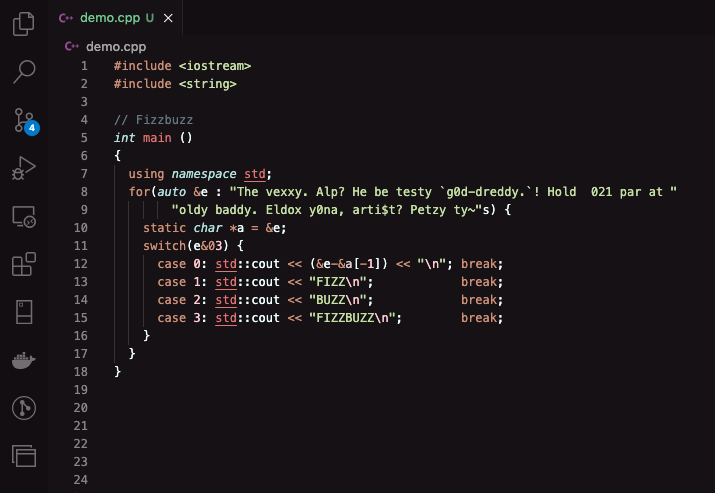 demo.cpp U ×
demo.cpp
1 #include <iostream>
2 #include <string>
3
4 // Fizzbuzz
5 int main ()
6 {
7   using namespace std;
8   for(auto &e : "The vexxy. Alp? He be testy `g0d-dreddy.`! Hold  021 par at "
9         "oldy baddy. Eldox y0na, arti$t? Petzy ty~"s) {
10     static char *a = &e;
11     switch(e&03) {
12       case 0: std::cout << (&e-&a[-1]) << "\n"; break;
13       case 1: std::cout << "FIZZ\n";            break;
14       case 2: std::cout << "BUZZ\n";            break;
15       case 3: std::cout << "FIZZBUZZ\n";        break;
16     }
17   }
18 }
19
20
21
22
23
24
4